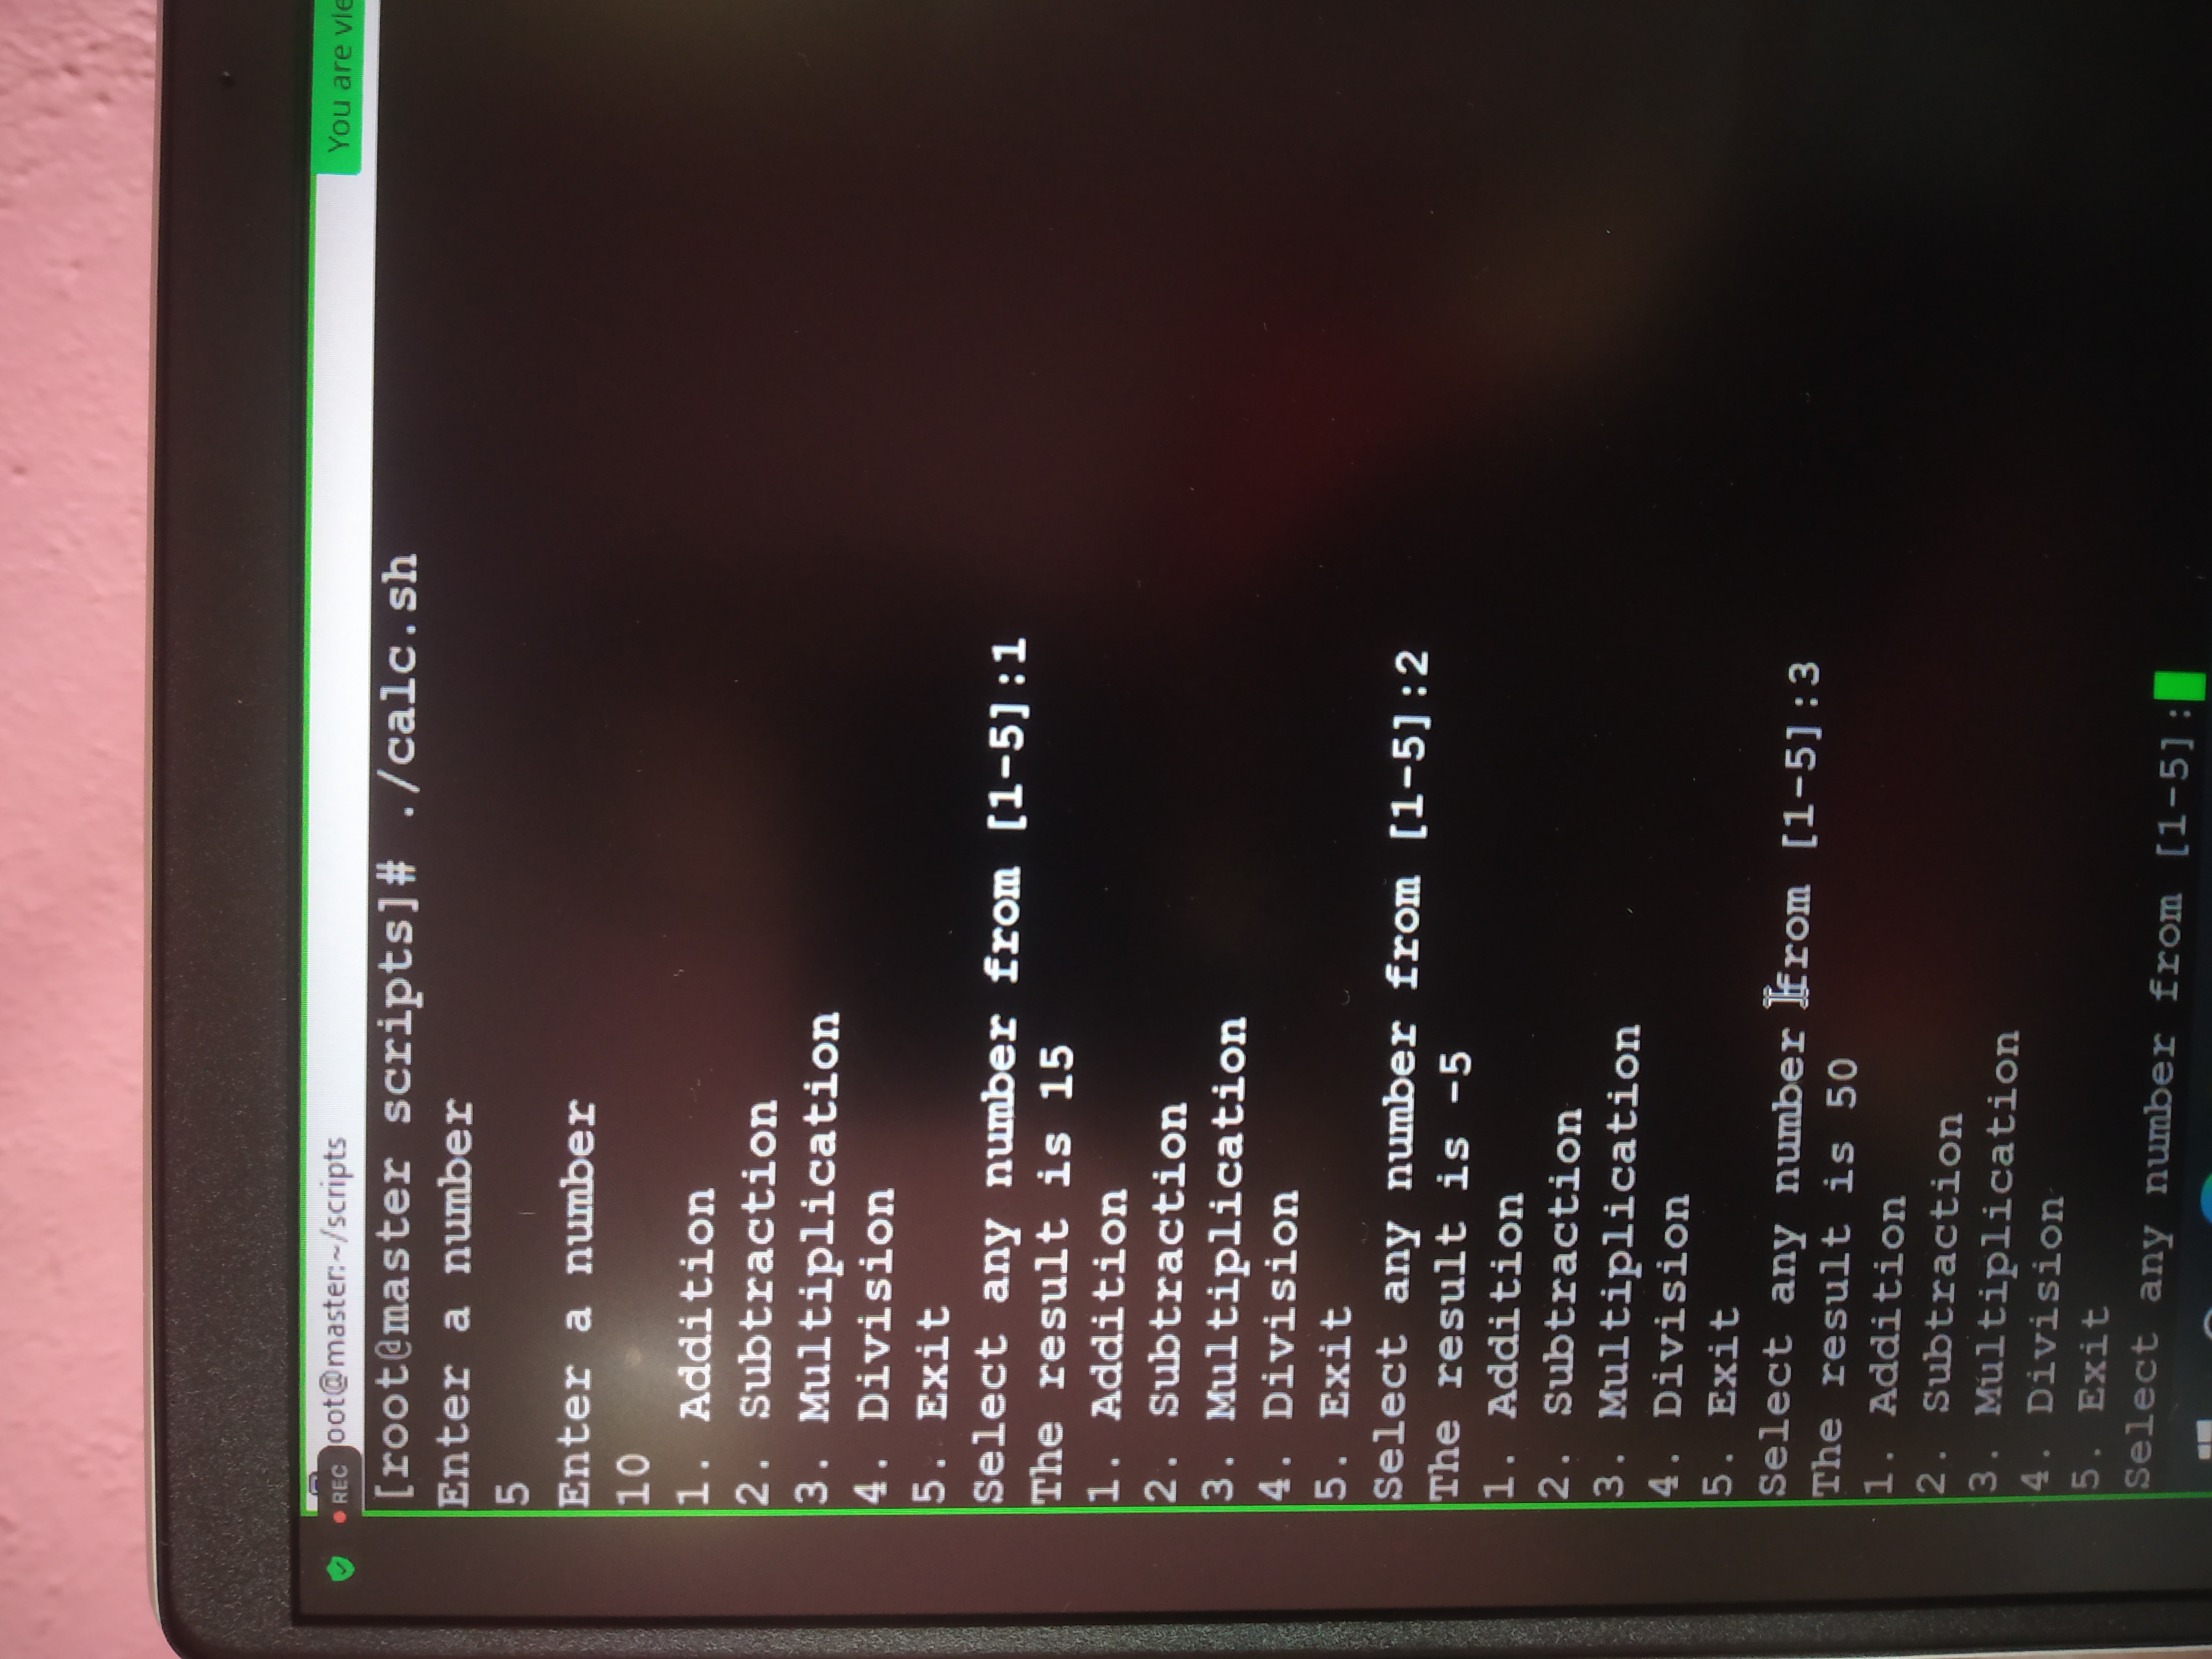 REC oot@master:~/scripts
You are vie
[root@master scripts]# ./calc.sh
Enter a number
5
Enter a number
10
1. Addition
2. Subtraction
3. Multiplication
4. Division
5. Exit
Select any number from [1-5]:1
The result is 15
1. Addition
2. Subtraction
3. Multiplication
4. Division
5. Exit
Select any number from [1-5]:2
The result is -5
1. Addition
2. Subtraction
3. Multiplication
4. Division
5. Exit
Select any number from [1-5]:3
The result is 50
1. Addition
2. Subtraction
3. Multiplication
4. Division
5. Exit
Select any number from [1-5]: